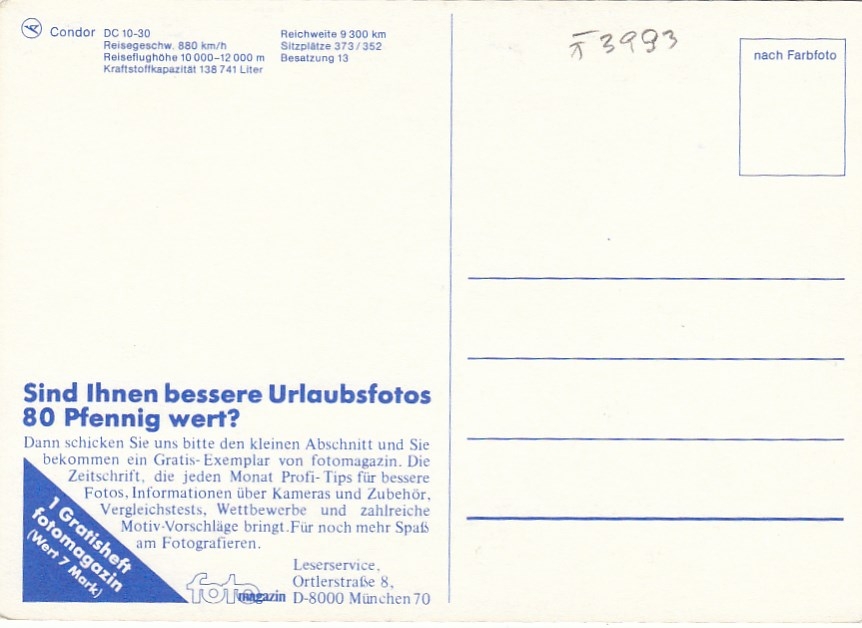 Condor DC 10-30
Reisegeschw. 880 km/h
Reiseflughöhe 10 000–12 000 m
Kraftstoffkapazität 138 741 Liter
Reichweite 9 300 km
Sitzplätze 373 / 352
Besatzung 13
3993
nach Farbfoto
Sind Ihnen bessere Urlaubsfotos
80 Pfennig wert?
Dann schicken Sie uns bitte den kleinen Abschnitt und Sie
bekommen ein Gratis-Exemplar von fotomagazin. Die
Zeitschrift, die jeden Monat Profi-Tips für bessere
Fotos, Informationen über Kameras und Zubehör,
Vergleichstests, Wettbewerbe und zahlreiche
Motiv-Vorschläge bringt. Für noch mehr Spaß
am Fotografieren.
1 Gratisheft
fotomagazin
(Wert 7 Mark)
foto magazin
Leserservice,
Ortlerstraße 8,
D-8000 München 70